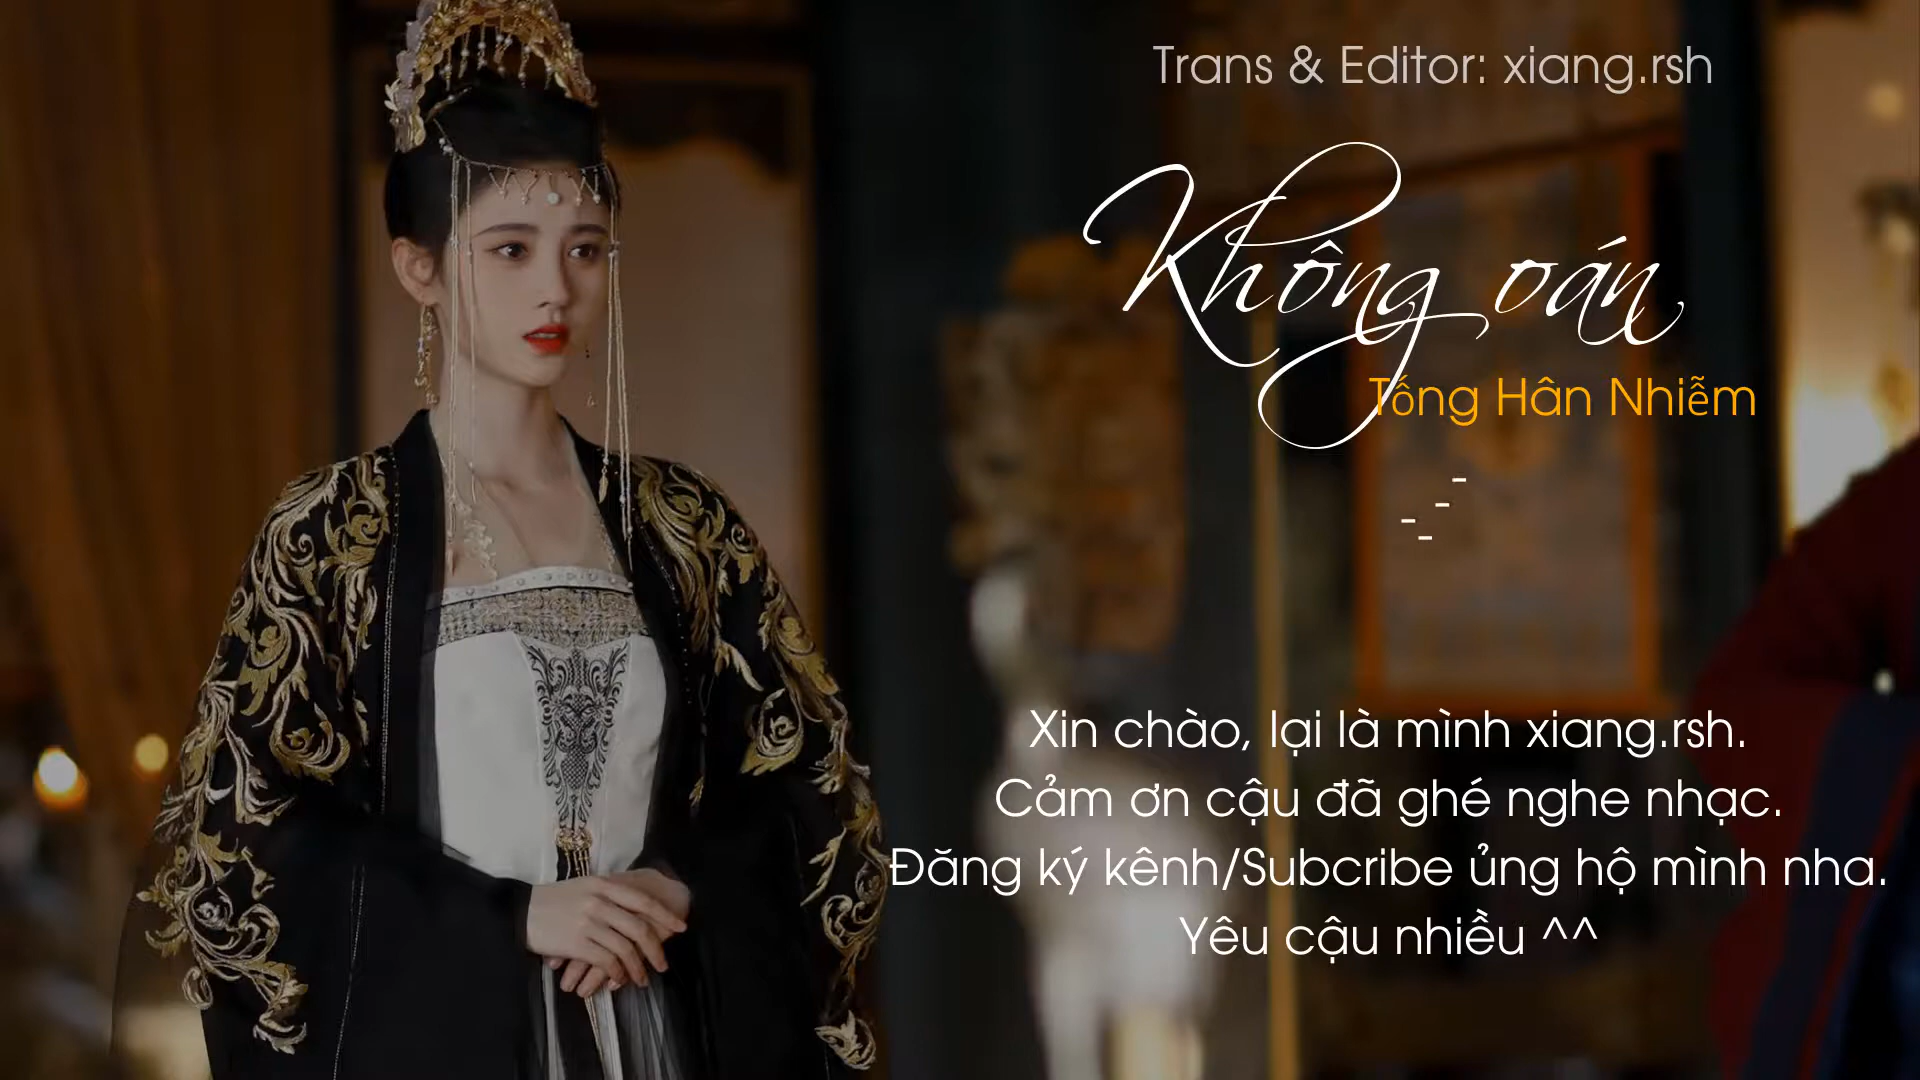 Trans & Editor: xiang.rsh
Không oán
Tống Hân Nhiễm
Xin chào, lại là mình xiang.rsh.
Cảm ơn cậu đã ghé nghe nhạc.
Đăng ký kênh/Subcribe ủng hộ mình nha.
Yêu cậu nhiều ^^